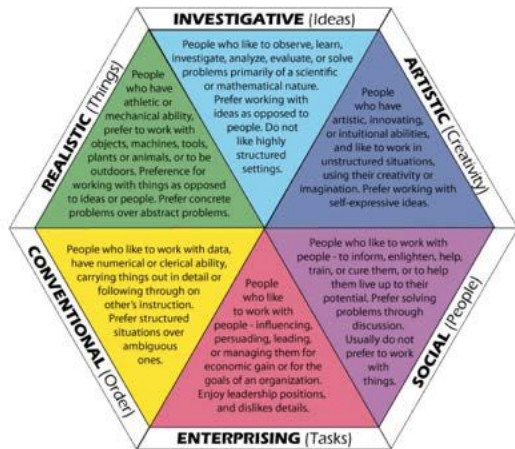 INVESTIGATIVE (Ideas)
People who like to observe, learn,
investigate, analyze, evaluate, or solve
problems primarily of a scientific
or mathematical nature.
Prefer working with
ideas as opposed to
people. Do not
like highly
structured
settings.
ARTISTIC (Creativity)
People
who have
artistic, innovating,
or intuitional abilities,
and like to work in
unstructured situations,
using their creativity or
imagination. Prefer working with
self-expressive ideas.
SOCIAL (People)
People who like to work with
people - to inform, enlighten, help,
train, or cure them, or to help
them live up to their
potential. Prefer solving
problems through
discussion.
Usually do not
prefer to work
with
things.
ENTERPRISING (Tasks)
People
who like
to work with
people - influencing,
persuading, leading,
or managing them for
economic gain or for the
goals of an organization.
Enjoy leadership positions,
and dislikes details.
CONVENTIONAL (Order)
People who like to work with data,
have numerical or clerical ability,
carrying things out in detail or
following through on
other's instruction.
Prefer structured
situations over
ambiguous
ones.
REALISTIC (Things)
People
who have
athletic or
mechanical ability,
prefer to work with
objects, machines, tools,
plants or animals, or to be
outdoors. Preference for
working with things as opposed
to ideas or people. Prefer concrete
problems over abstract problems.